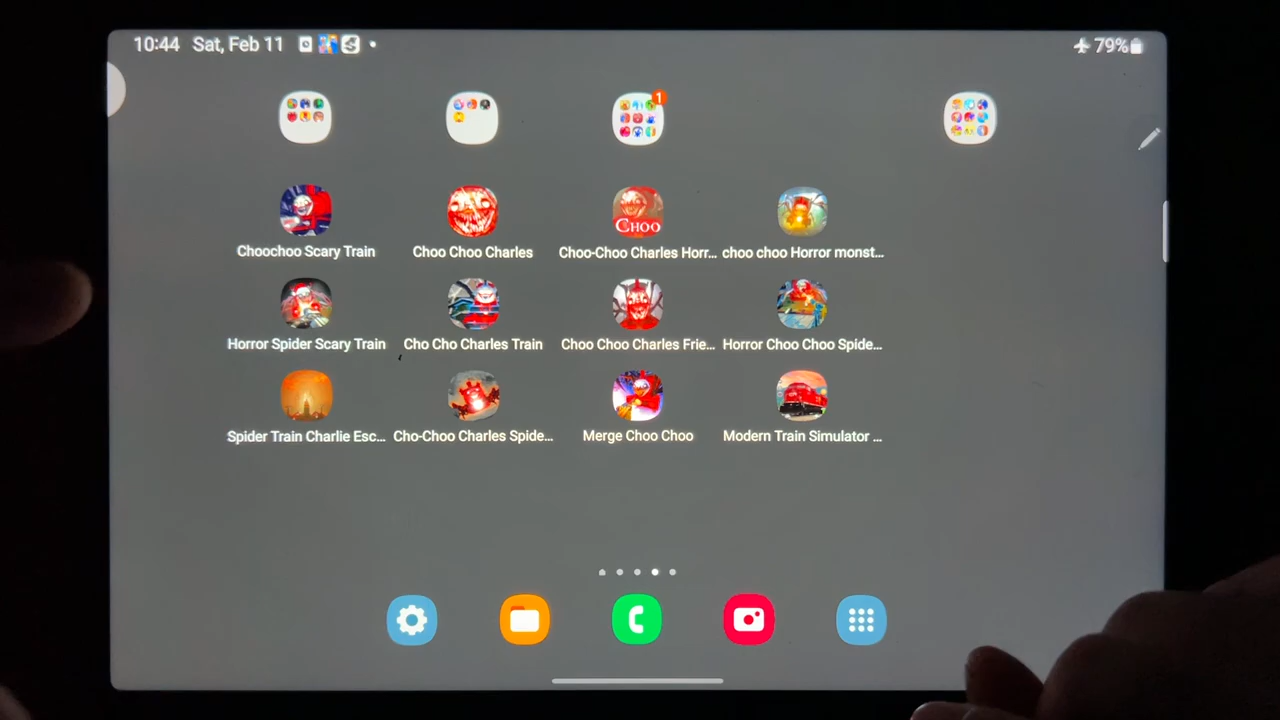 10:44 Sat, Feb 11 79%
1
CHOO
Choochoo Scary Train Choo Choo Charles Choo-Choo Charles Horr... choo choo Horror monst...
Horror Spider Scary Train Cho Cho Charles Train Choo Choo Charles Frie... Horror Choo Choo Spide...
Spider Train Charlie Esc... Cho-Choo Charles Spide... Merge Choo Choo Modern Train Simulator ...